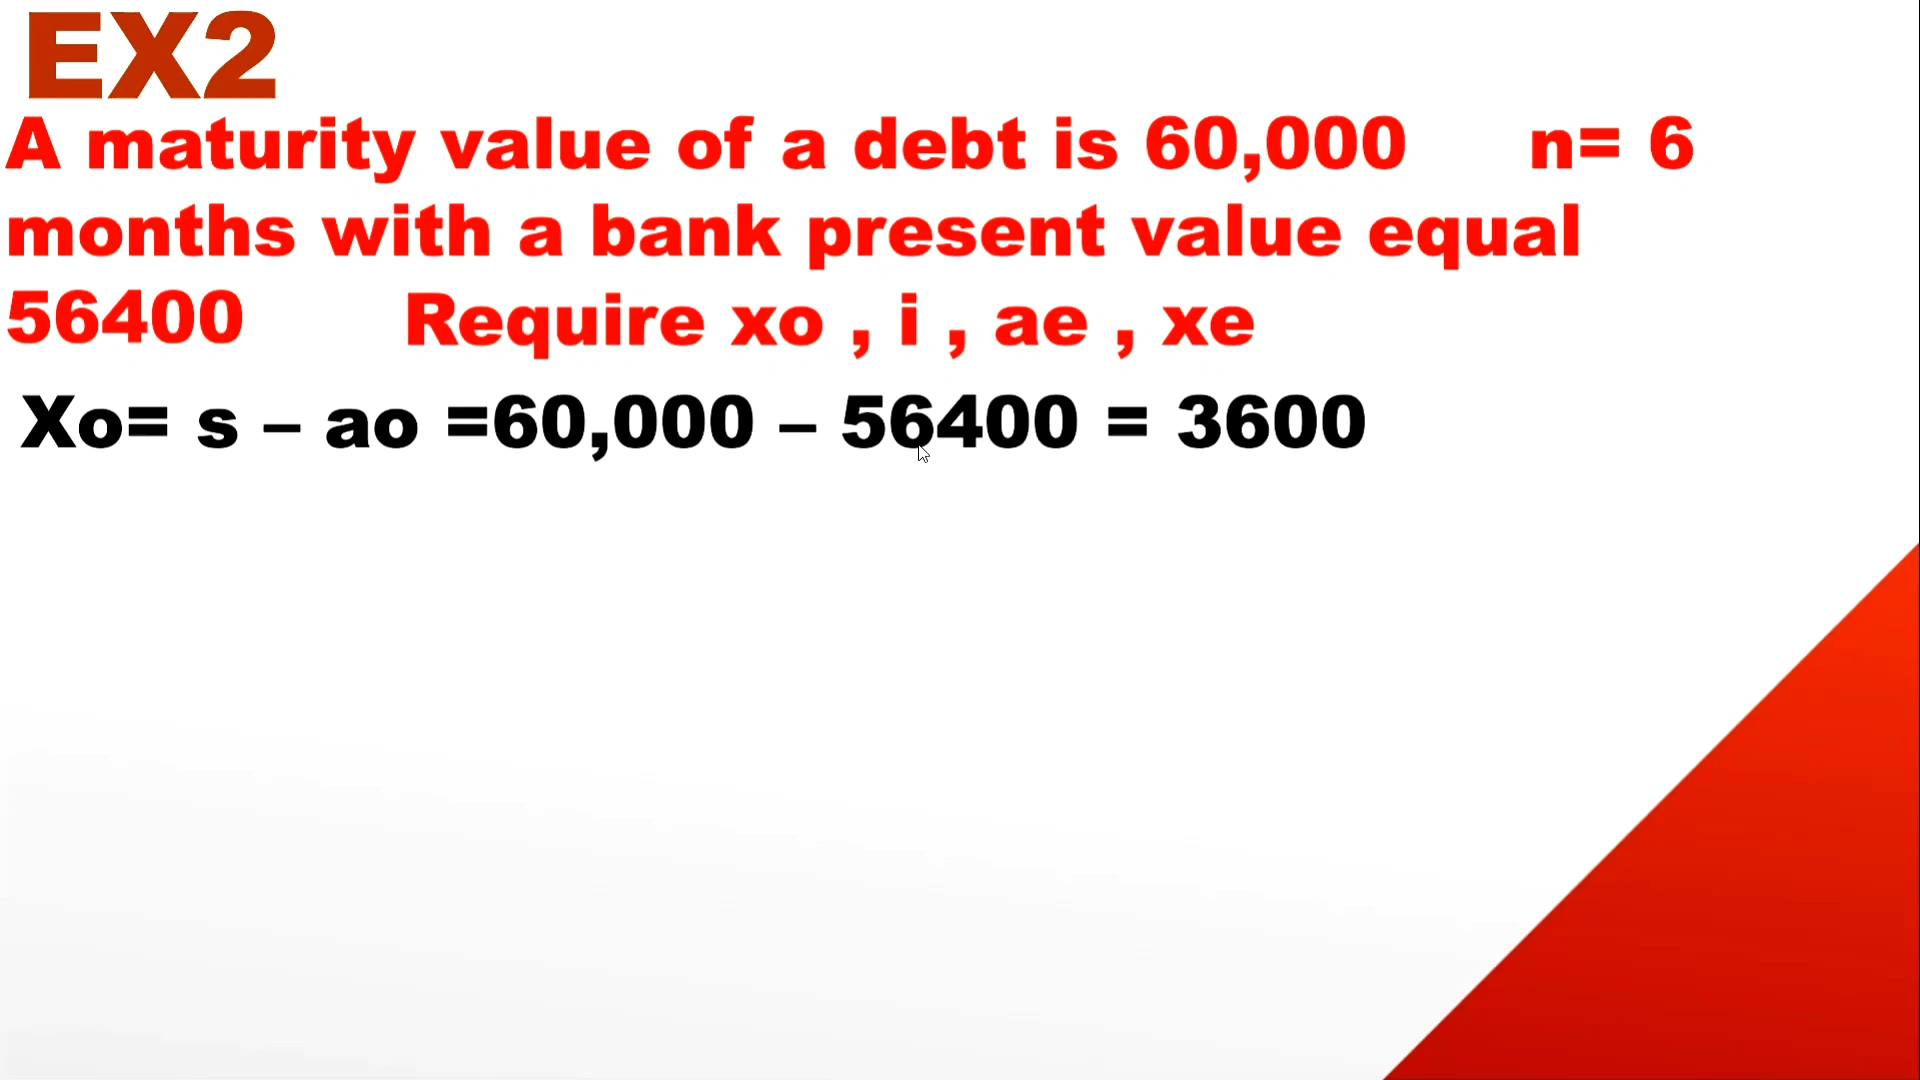 EX2
A maturity value of a debt is 60,000 n= 6
months with a bank present value equal
56400 Require xo , i , ae , xe
Xo= s – ao =60,000 – 56400 = 3600